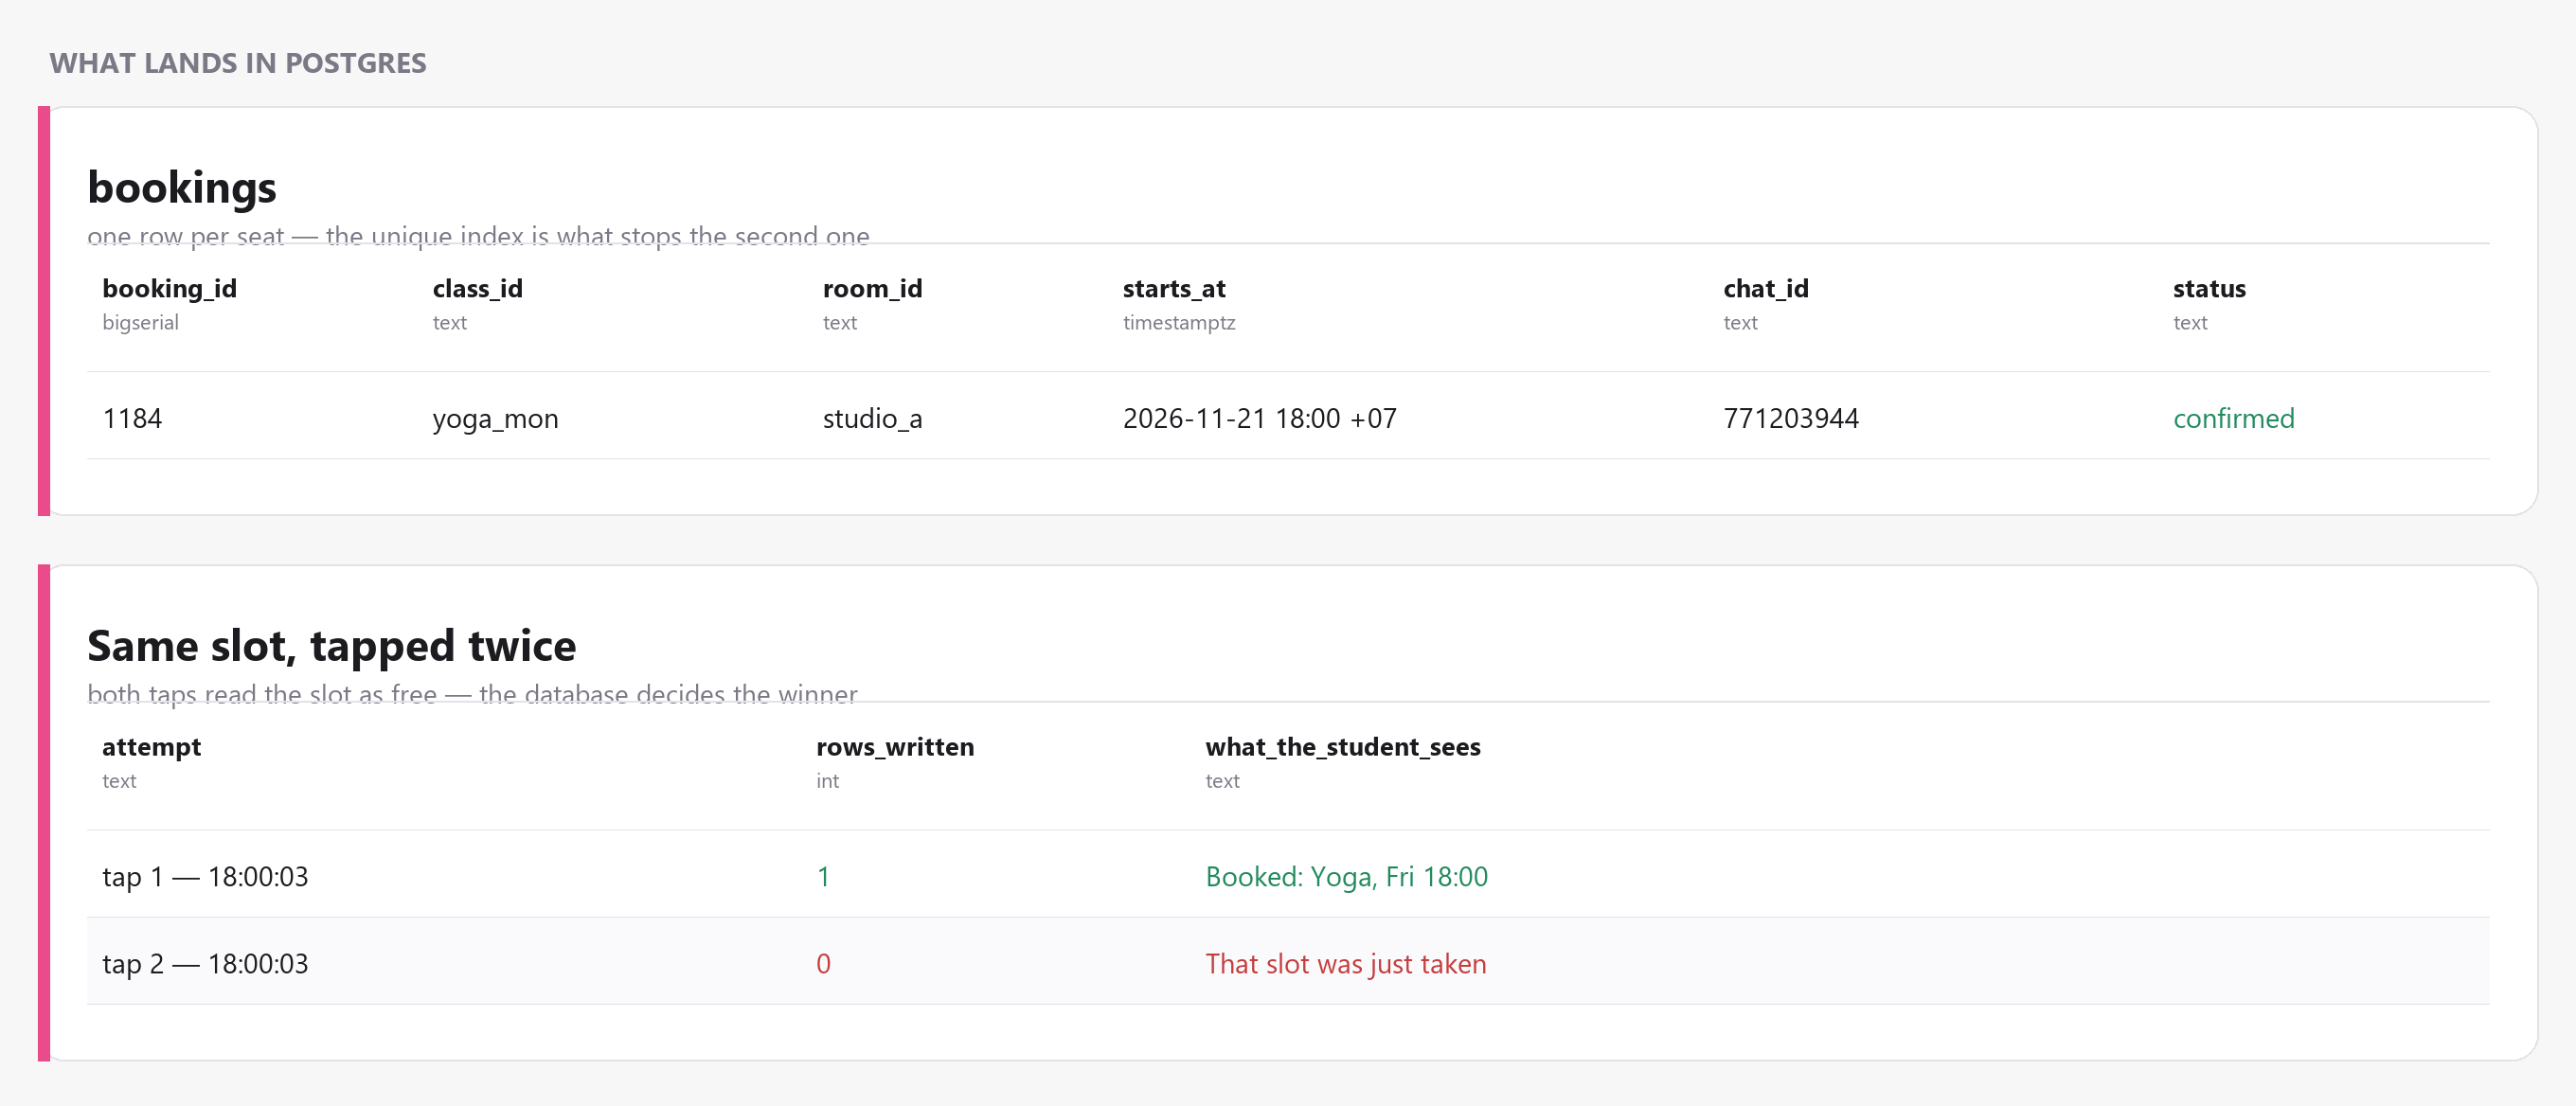 WHAT LANDS IN POSTGRES
bookings
one row per seat — the unique index is what stops the second one
booking_id class_id room_id starts_at chat_id status
bigserial text text timestamptz text text
1184 yoga_mon studio_a 2026-11-21 18:00 +07 771203944 confirmed
Same slot, tapped twice
both taps read the slot as free — the database decides the winner
attempt rows_written what_the_student_sees
text int text
tap 1 — 18:00:03 1 Booked: Yoga, Fri 18:00
tap 2 — 18:00:03 0 That slot was just taken